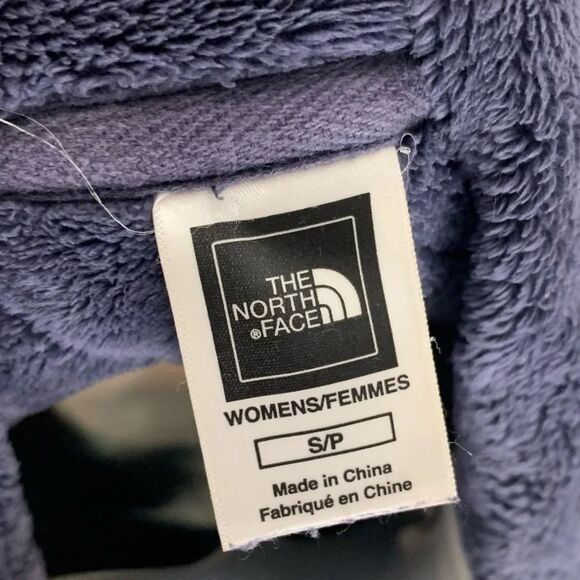 THE
NORTH
®FACE
WOMENS/FEMMES
S/P
Made in China
Fabriqué en Chine